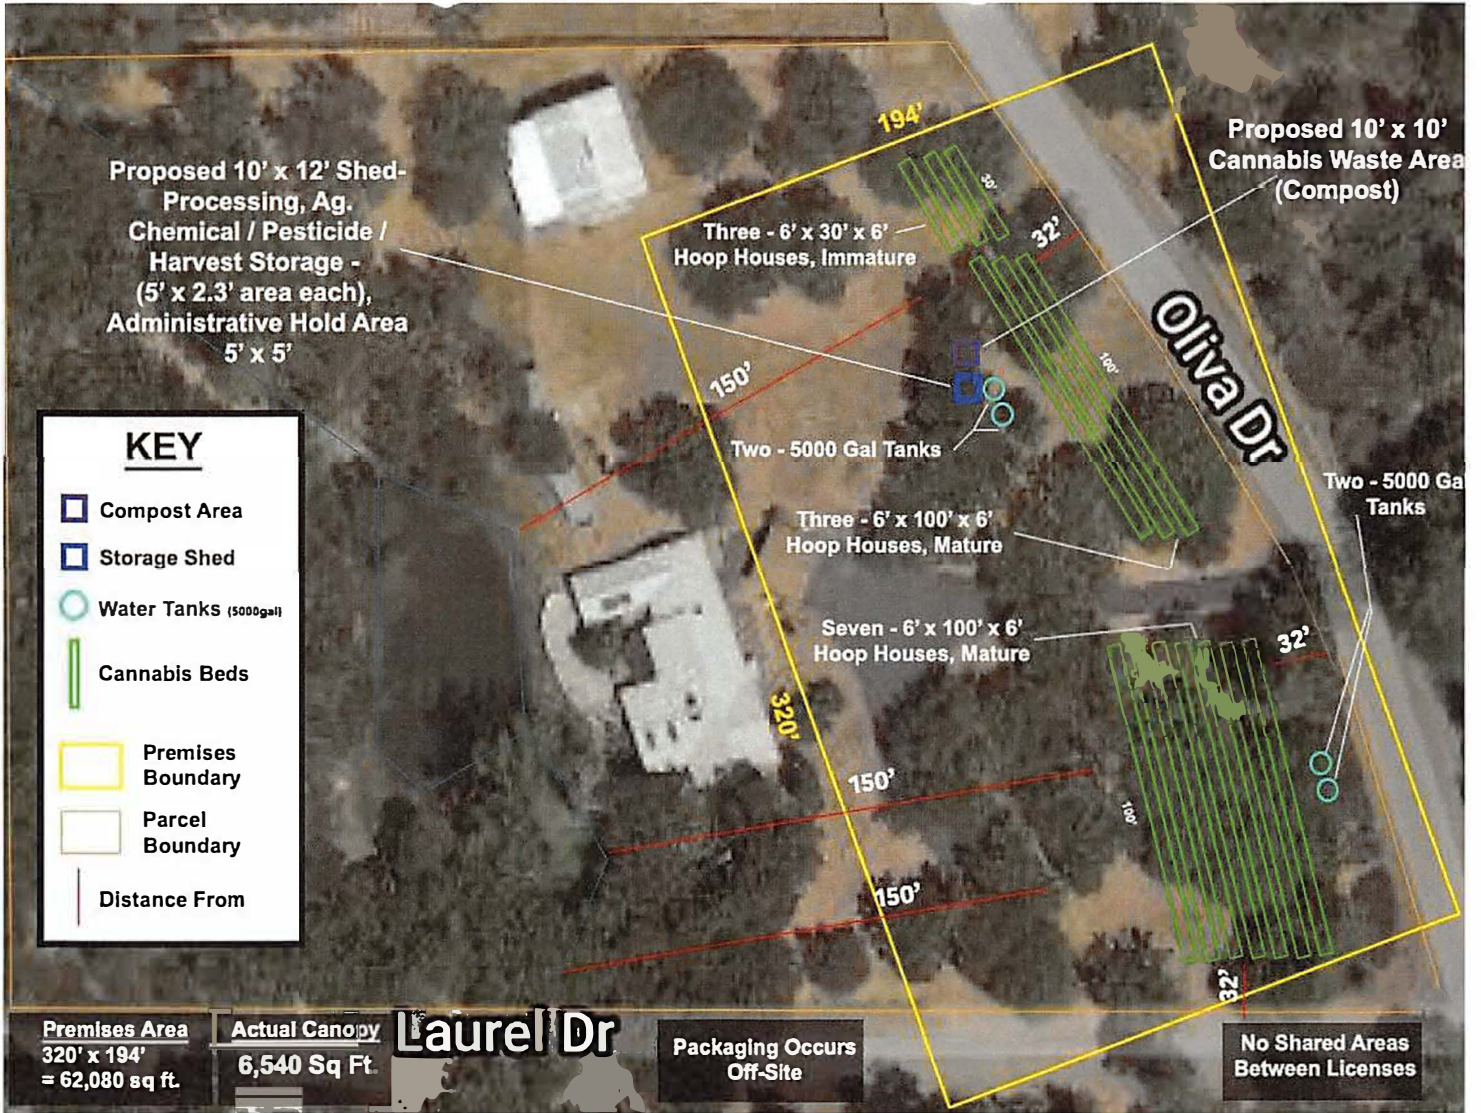 194’
Proposed 10’ x 10’
Cannabis Waste Area
(Compost)
Proposed 10’ x 12’ Shed-
Processing, Ag.
Chemical / Pesticide /
Harvest Storage -
(5’ x 2.3’ area each),
Administrative Hold Area
5’ x 5’
30’
Three - 6’ x 30’ x 6’
Hoop Houses, Immature
32’
150’
100’
Oliva Dr
Two - 5000 Gal Tanks
Two - 5000 Gal
Tanks
Three - 6’ x 100’ x 6’
Hoop Houses, Mature
Seven - 6’ x 100’ x 6’
Hoop Houses, Mature
32’
320’
150’
100’
150’
32’
KEY
Compost Area
Storage Shed
Water Tanks (5000gal)
Cannabis Beds
Premises
Boundary
Parcel
Boundary
Distance From
Premises Area
320’ x 194’
= 62,080 sq ft.
Actual Canopy
6,540 Sq Ft.
Laurel Dr
Packaging Occurs
Off-Site
No Shared Areas
Between Licenses